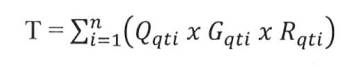 T = ∑ⁿᵢ₌₁(Q_qti x G_qti x R_qti)